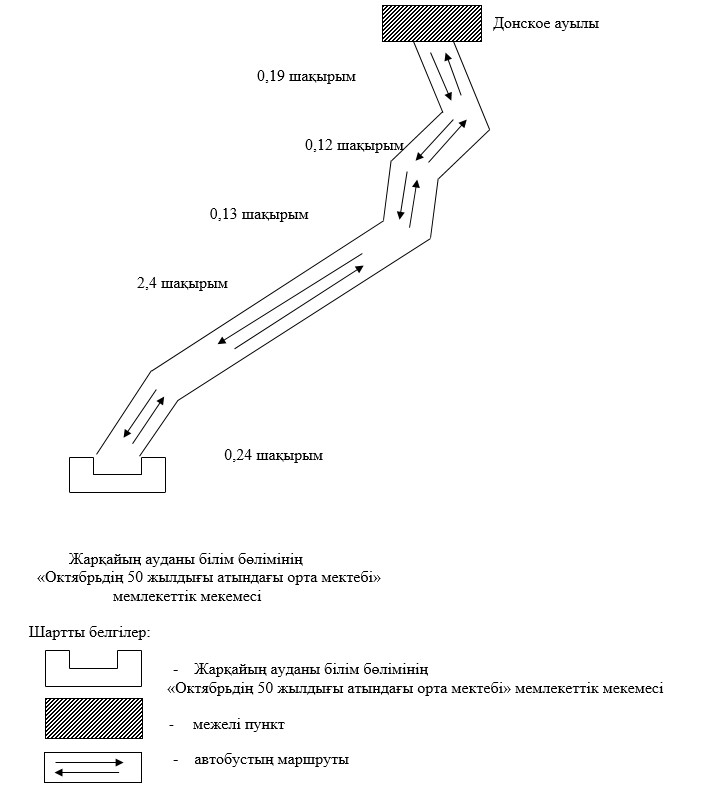 Донское ауылы
0,19 шақырым
0,12 шақырым
0,13 шақырым
2,4 шақырым
0,24 шақырым
Жарқайың ауданы білім бөлімінің
«Октябрьдің 50 жылдығы атындағы орта мектебі»
мемлекеттік мекемесі
Шартты белгілер:
- Жарқайың ауданы білім бөлімінің
«Октябрьдің 50 жылдығы атындағы орта мектебі» мемлекеттік мекемесі
- межелі пункт
- автобустың маршруты